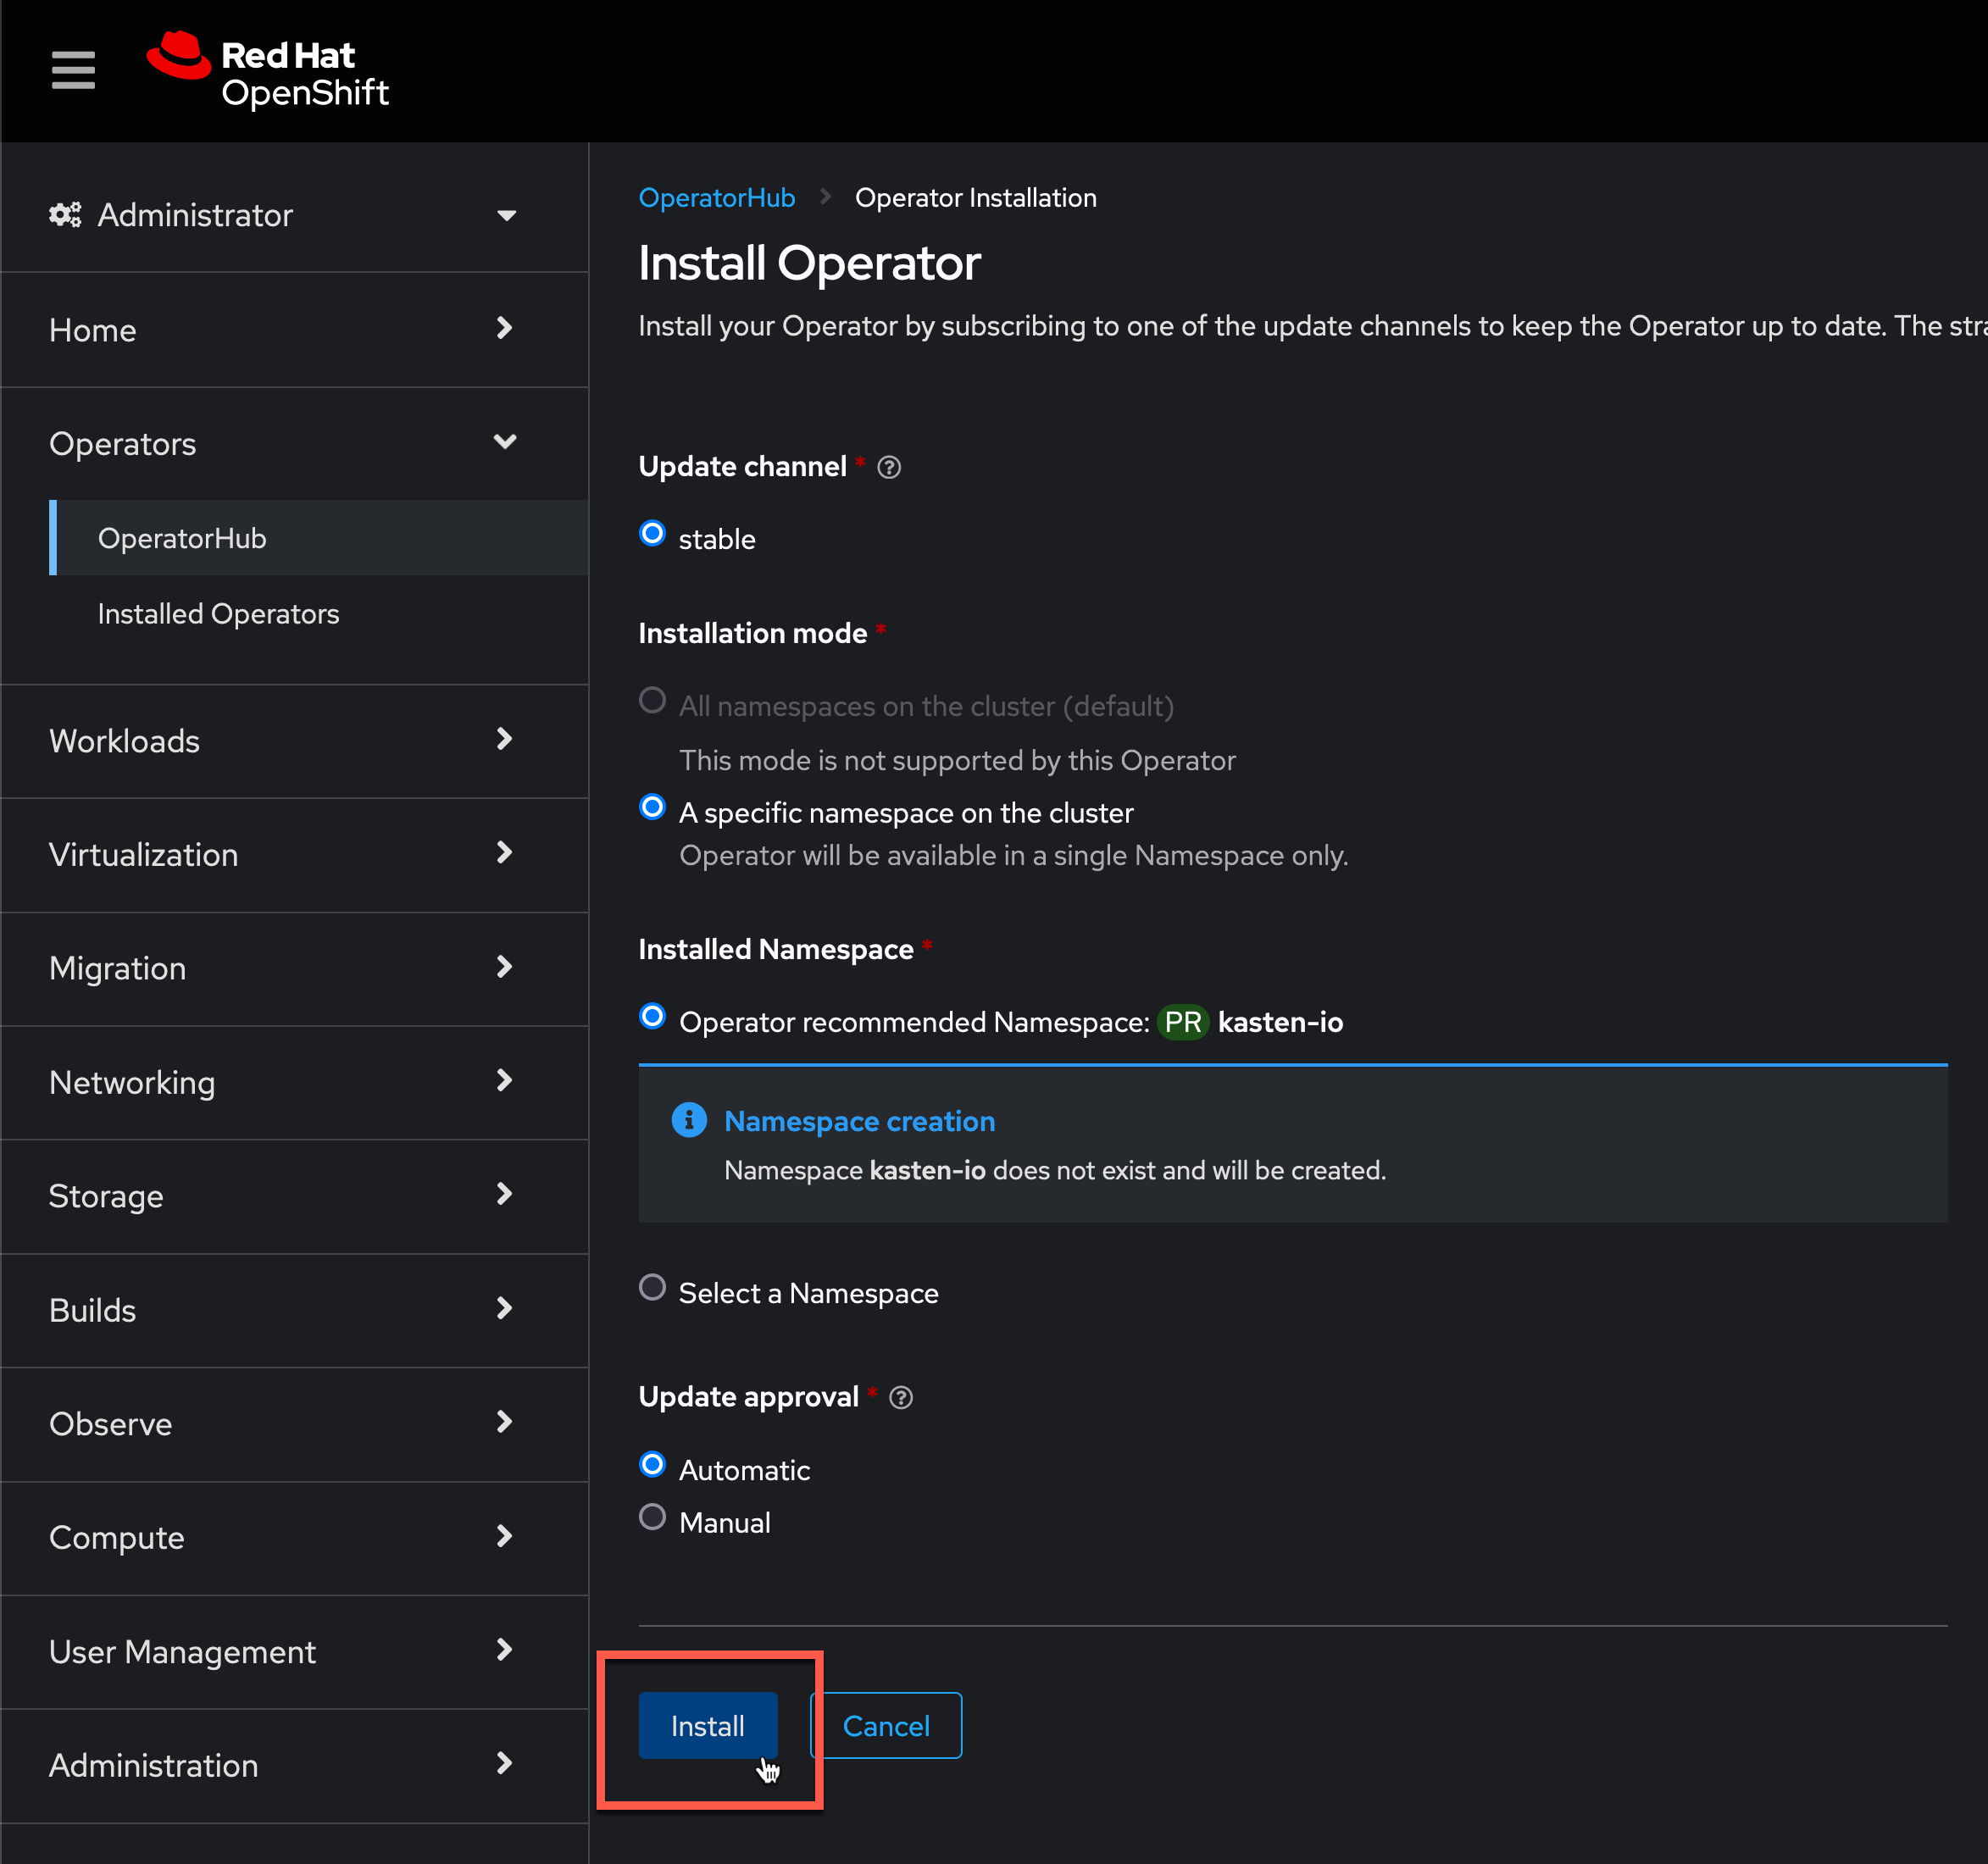 Red Hat
OpenShift
Administrator
Home
Operators
OperatorHub
Installed Operators
Workloads
Virtualization
Migration
Networking
Storage
Builds
Observe
Compute
User Management
Administration
OperatorHub Operator Installation
Install Operator
Install your Operator by subscribing to one of the update channels to keep the Operator up to date. The
Update channel *
stable
Installation mode *
All namespaces on the cluster (default)
This mode is not supported by this Operator
A specific namespace on the cluster
Operator will be available in a single Namespace only.
Installed Namespace *
Operator recommended Namespace: PR kasten-io
Namespace creation
Namespace kasten-io does not exist and will be created.
Select a Namespace
Update approval *
Automatic
Manual
Install Cancel